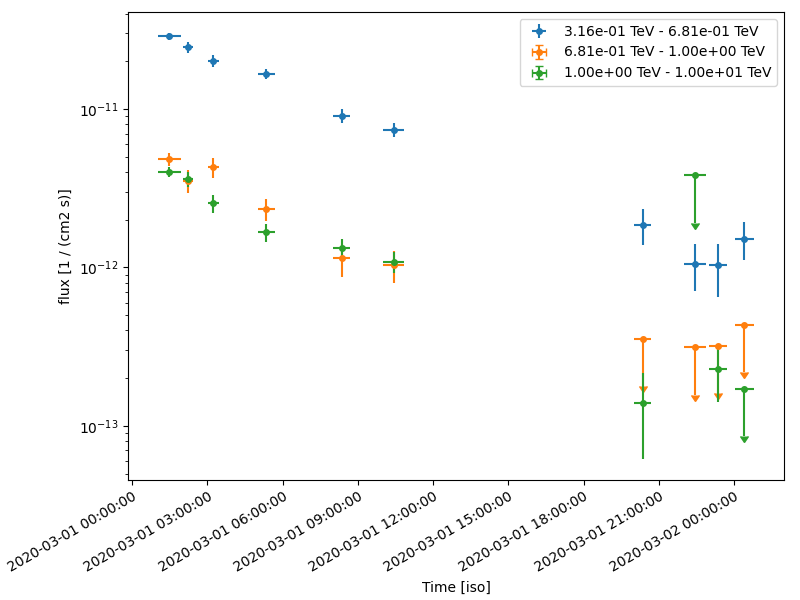 3.16e-01 TeV - 6.81e-01 TeV
6.81e-01 TeV - 1.00e+00 TeV
1.00e+00 TeV - 1.00e+01 TeV
10⁻¹¹
10⁻¹²
10⁻¹³
flux [1 / (cm2 s)]
2020-03-01 00:00:00
2020-03-01 03:00:00
2020-03-01 06:00:00
2020-03-01 09:00:00
2020-03-01 12:00:00
2020-03-01 15:00:00
2020-03-01 18:00:00
2020-03-01 21:00:00
2020-03-02 00:00:00
Time [iso]